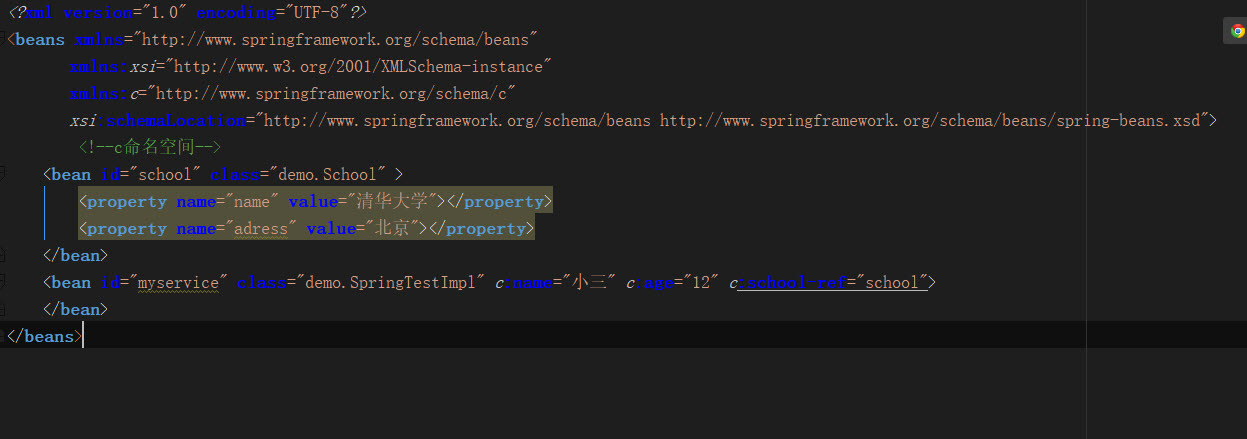 <?xml version="1.0" encoding="UTF-8"?>
<beans xmlns="http://www.springframework.org/schema/beans"
xmlns:xsi="http://www.w3.org/2001/XMLSchema-instance"
xmlns:c="http://www.springframework.org/schema/c"
xsi:schemaLocation="http://www.springframework.org/schema/beans http://www.springframework.org/schema/beans/spring-beans.xsd">
<!--c命名空间-->
<bean id="school" class="demo.School" >
<property name="name" value="清华大学"></property>
<property name="adress" value="北京"></property>
</bean>
<bean id="myservice" class="demo.SpringTestImpl" c:name="小三" c:age="12" c:school-ref="school">
</bean>
</beans>